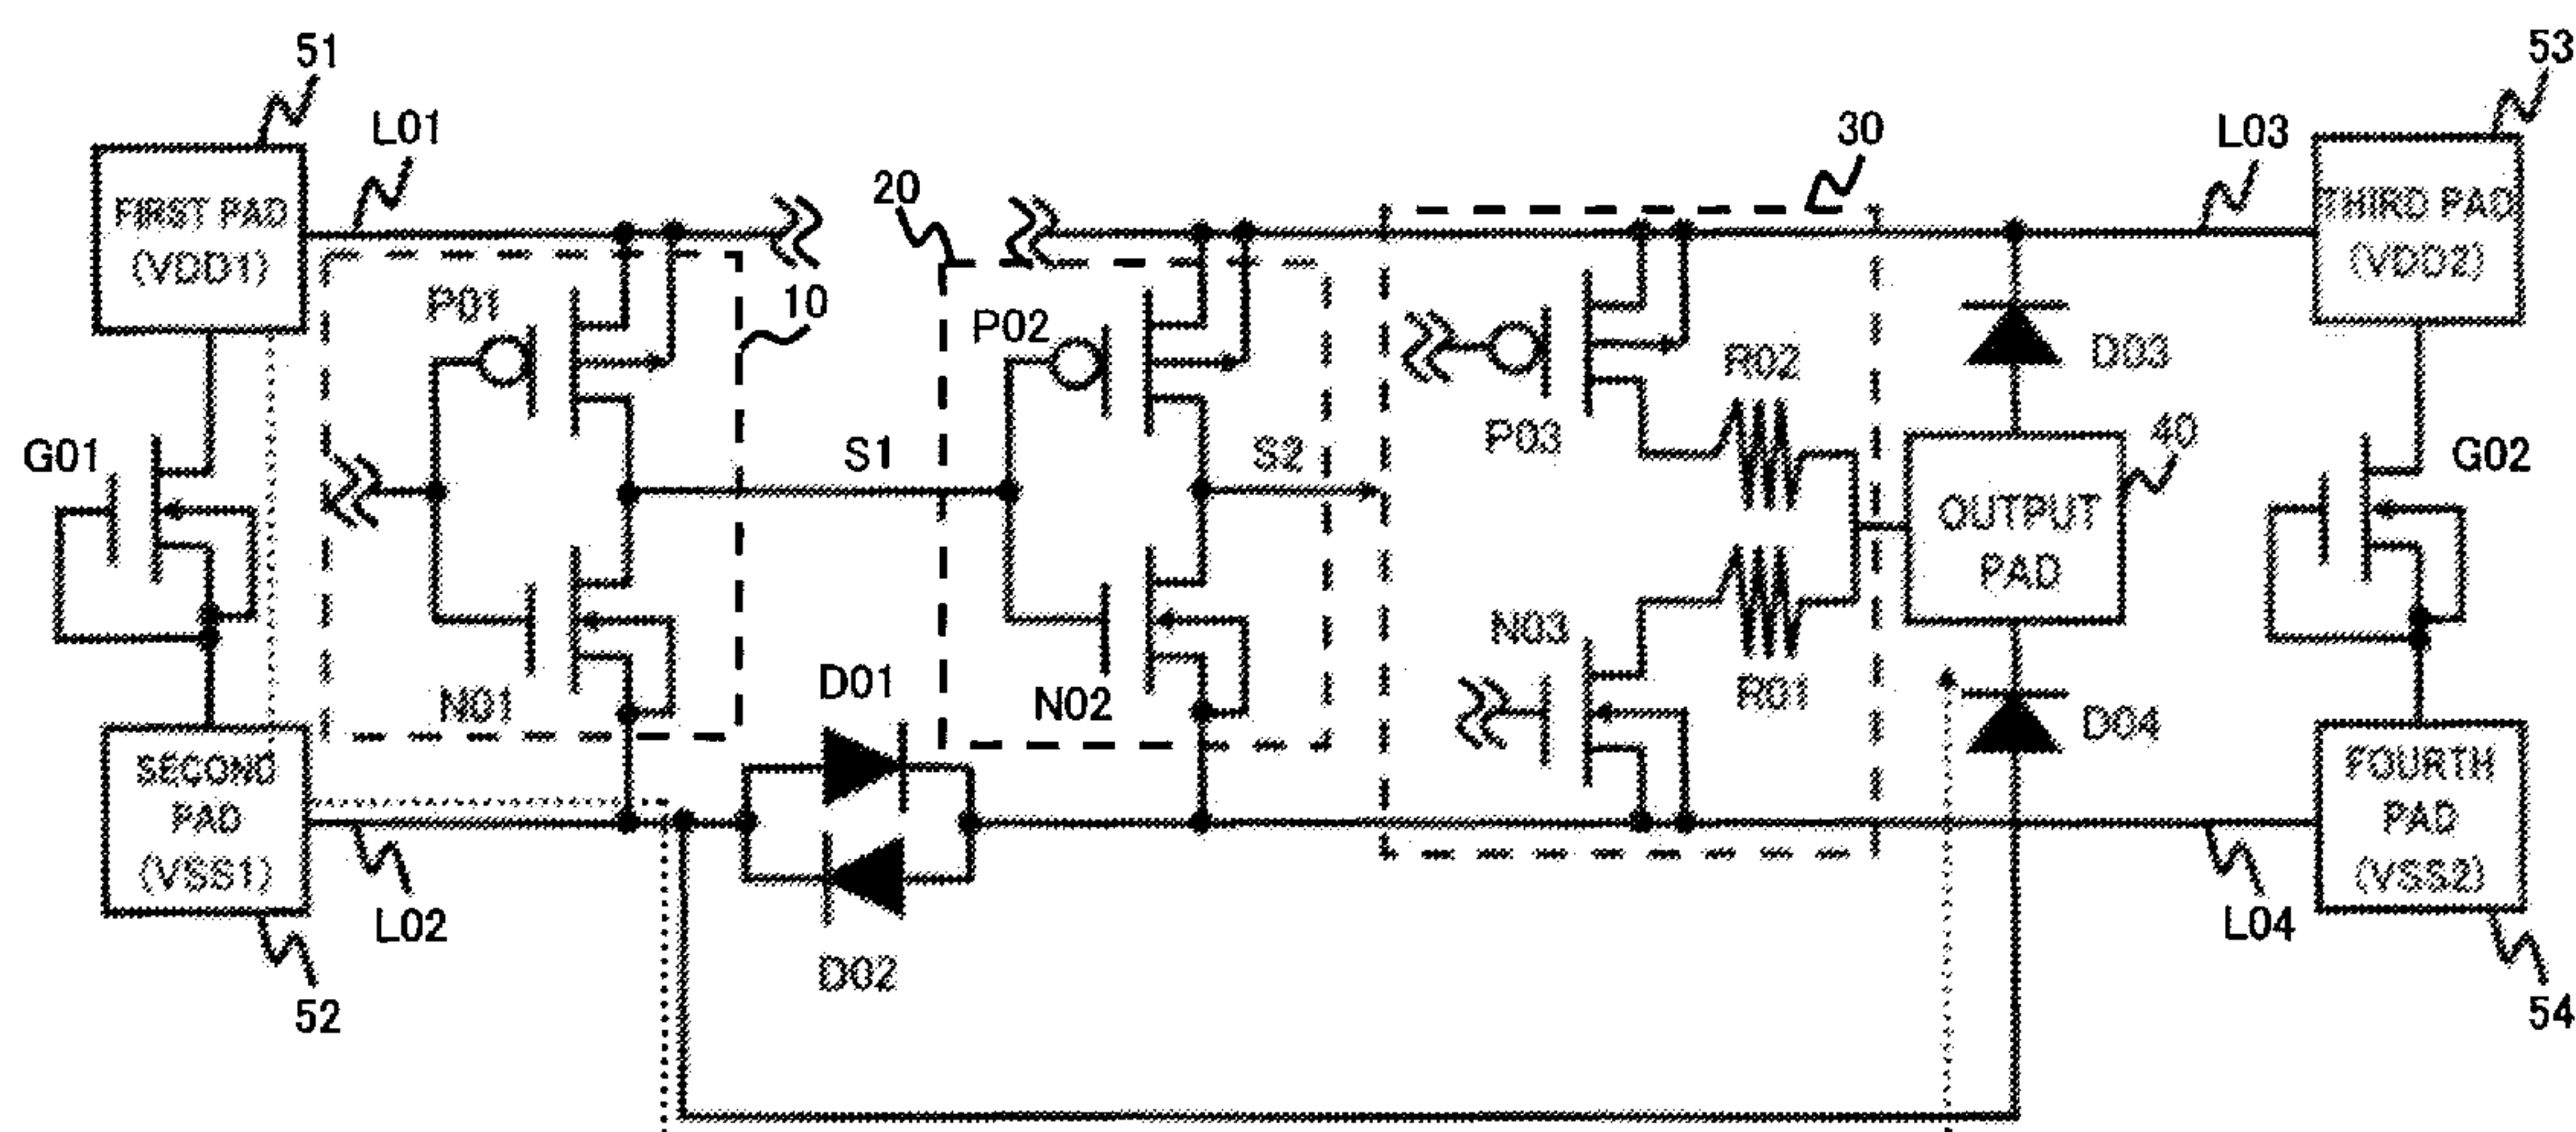 51
53
L01
30
L03
20
FIRST PAD
(VDD1)
THIRD PAD
(VDD2)
P01
10
P02
R02
D03
G01
S1
S2
P03
40
G02
OUTPUT
PAD
N01
D01
N02
N03
R01
D04
SECOND
PAD
(VSS1)
FOURTH
PAD
(VSS2)
L02
D02
L04
52
54